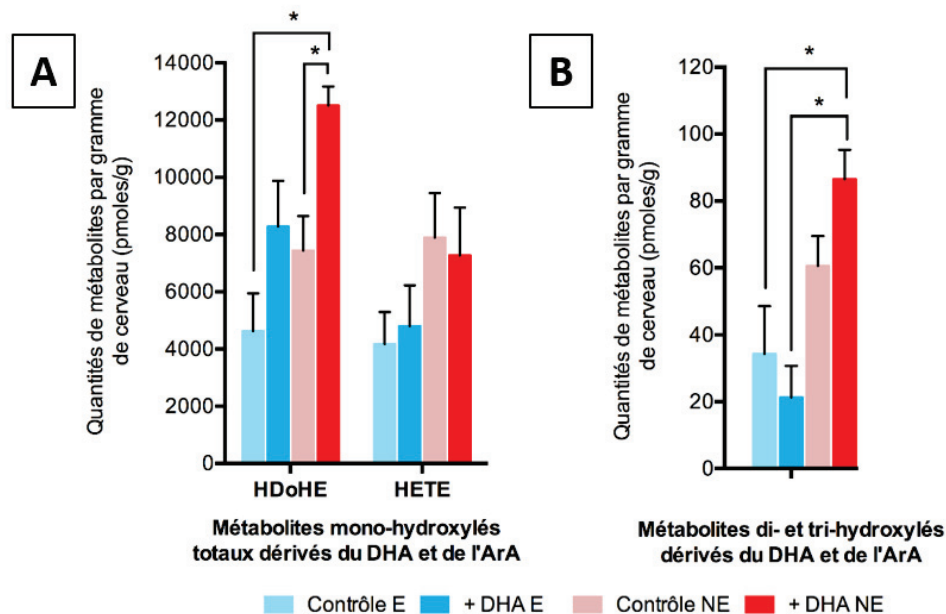 A
Quantités de métabolites par gramme
de cerveau (pmoles/g)
14000
12000
10000
8000
6000
4000
2000
0
*
*
HDoHE
HETE
Métabolites mono-hydroxylés
totaux dérivés du DHA et de l'ArA
B
Quantités de métabolites par gramme
de cerveau (pmoles/g)
120
100
80
60
40
20
0
*
*
Métabolites di- et tri-hydroxylés
dérivés du DHA et de l'ArA
Contrôle E
+ DHA E
Contrôle NE
+ DHA NE